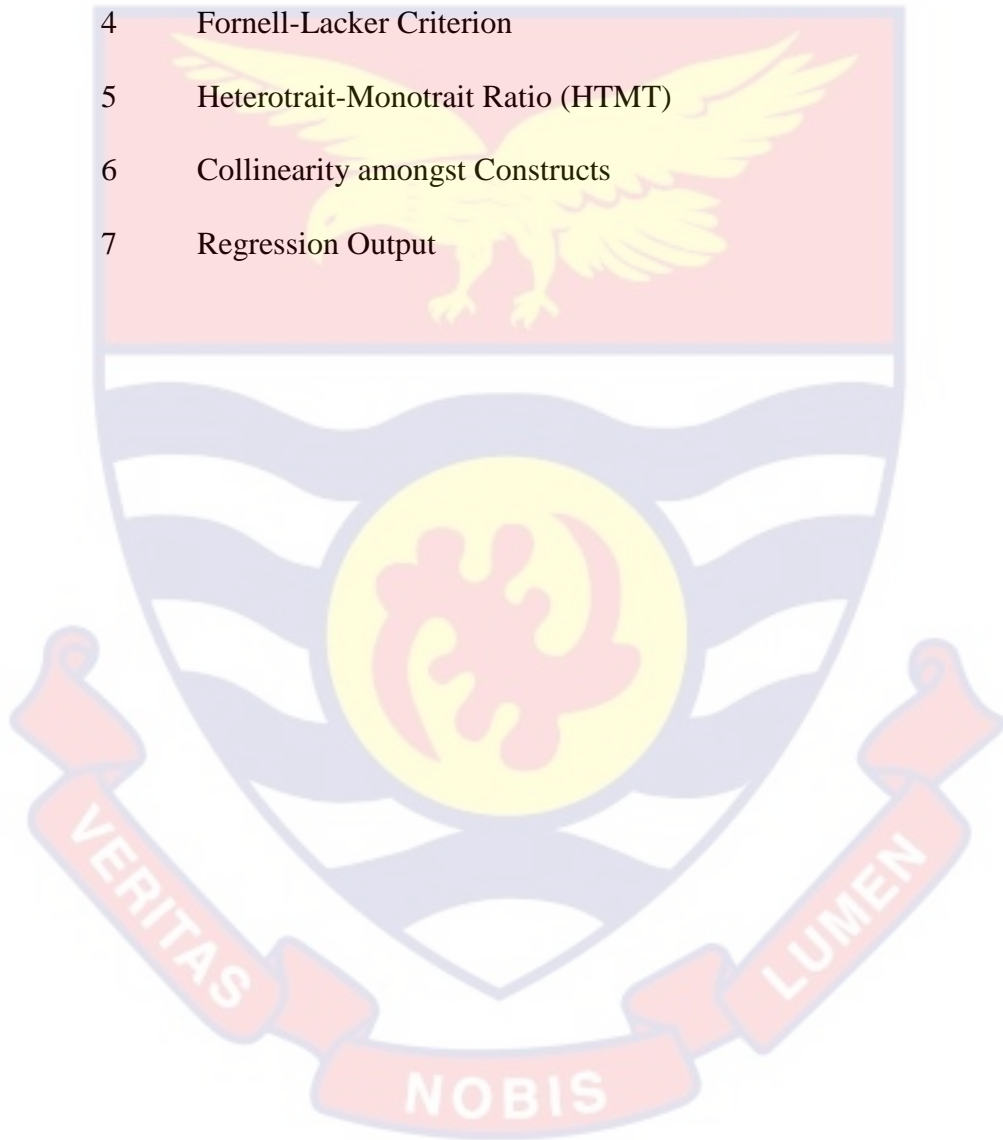 4 Fornell-Lacker Criterion
5 Heterotrait-Monotrait Ratio (HTMT)
6 Collinearity amongst Constructs
7 Regression Output
VERITAS
NOBIS
LUMEN